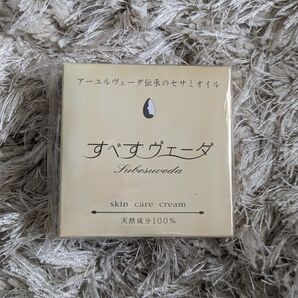 アーユルヴェーダ伝承のセサミオイル
すべすヴェーダ
Subesuveda
skin care cream
天然成分100%